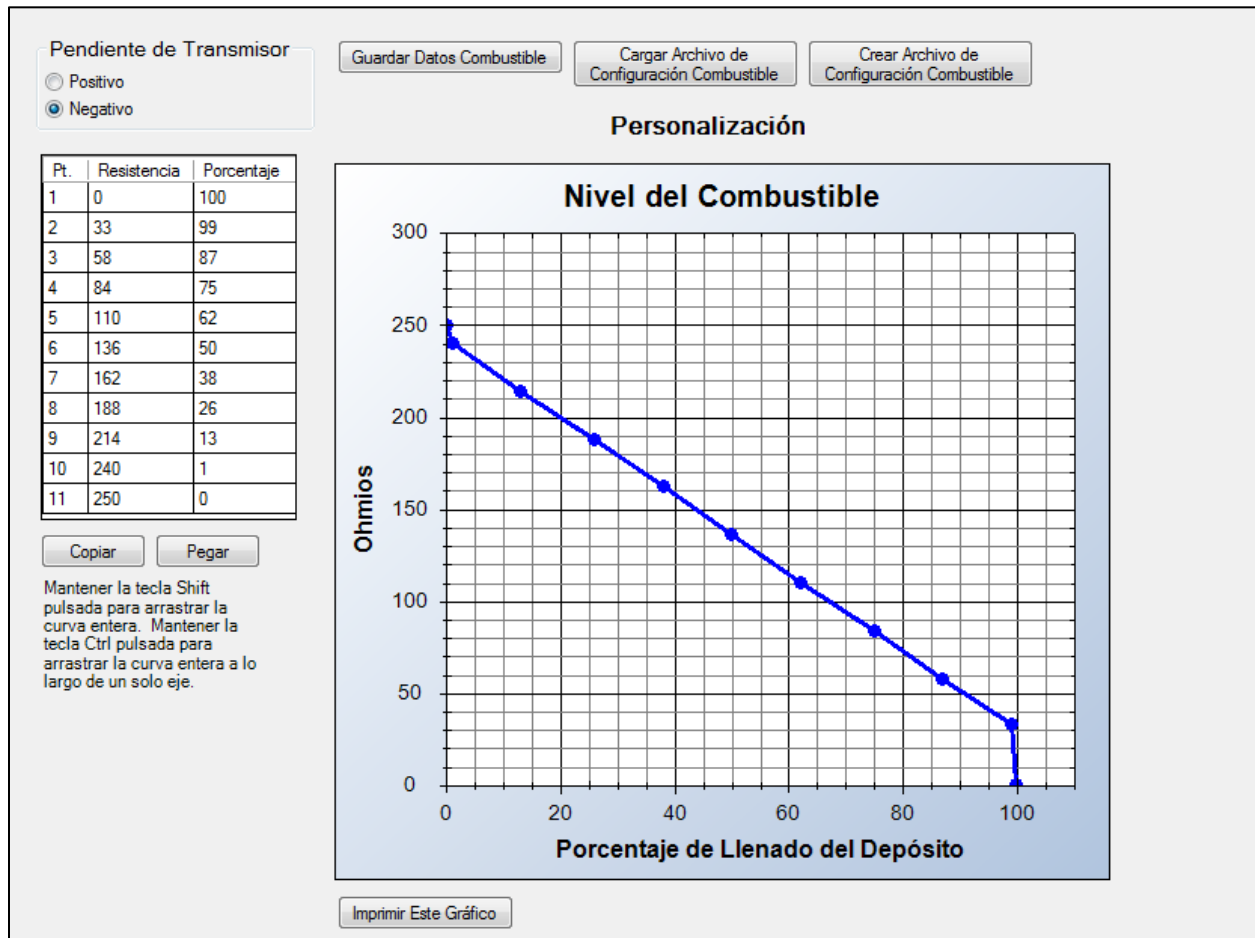 Pendiente de Transmisor
Positivo
Negativo
Guardar Datos Combustible
Cargar Archivo de
Configuración Combustible
Crear Archivo de
Configuración Combustible
Personalización
Pt. Resistencia Porcentaje
1 0 100
2 33 99
3 58 87
4 84 75
5 110 62
6 136 50
7 162 38
8 188 26
9 214 13
10 240 1
11 250 0
Copiar
Pegar
Mantener la tecla Shift
pulsada para arrastrar la
curva entera. Mantener la
tecla Ctrl pulsada para
arrastrar la curva entera a lo
largo de un solo eje.
Nivel del Combustible
300
250
200
150
100
50
0
Ohmios
0 20 40 60 80 100
Porcentaje de Llenado del Depósito
Imprimir Este Gráfico